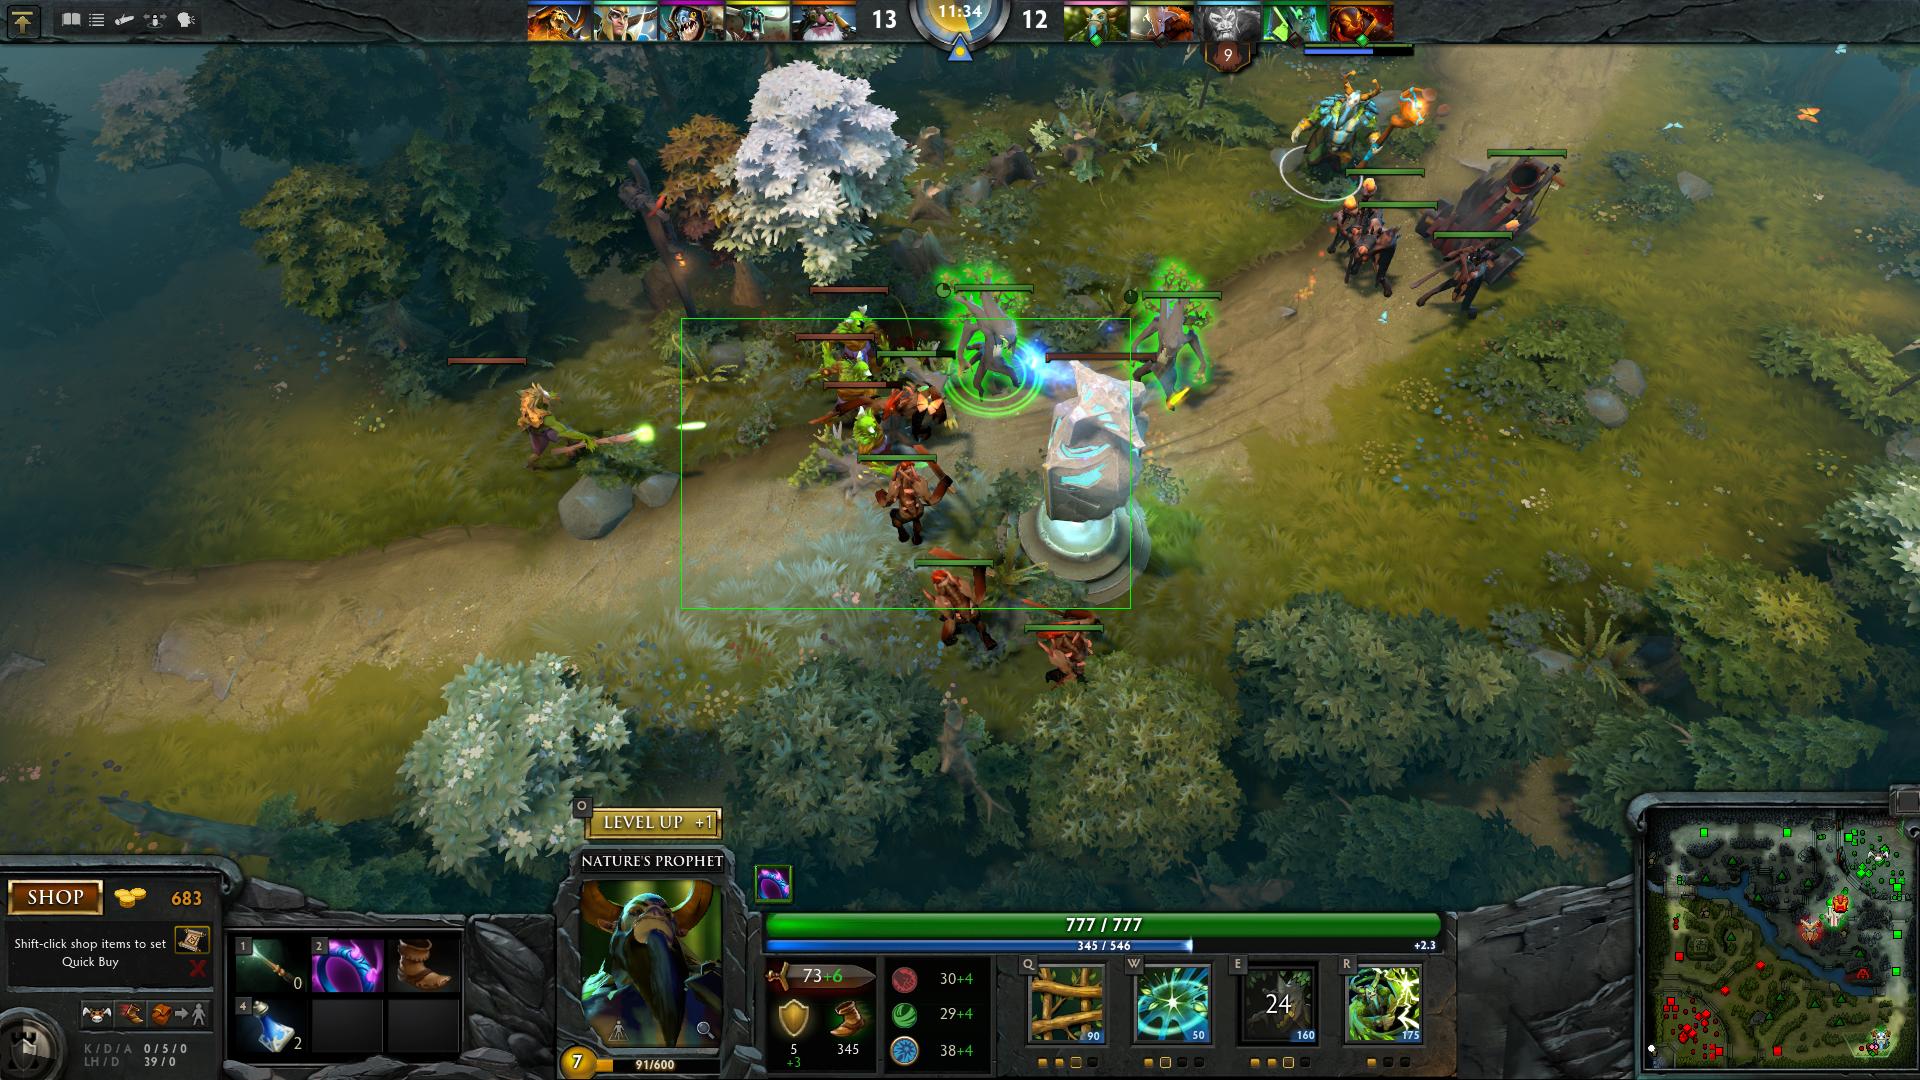 13
11:34
12
9
O
LEVEL UP +1
NATURE'S PROPHET
SHOP
683
Shift-click shop items to set
Quick Buy
K / D / A 0 / 5 / 0
LH / D 39 / 0
1
0
2
4
2
7
91/600
777 / 777
345 / 546
+2.3
73+6
5
+3
345
30+4
29+4
38+4
Q
90
W
50
E
24
160
R
175